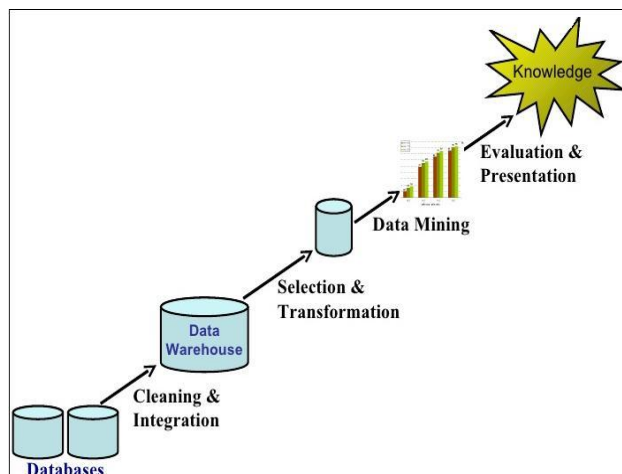 Knowledge
Evaluation &
Presentation
Data Mining
Selection &
Transformation
Data
Warehouse
Cleaning &
Integration
Databases